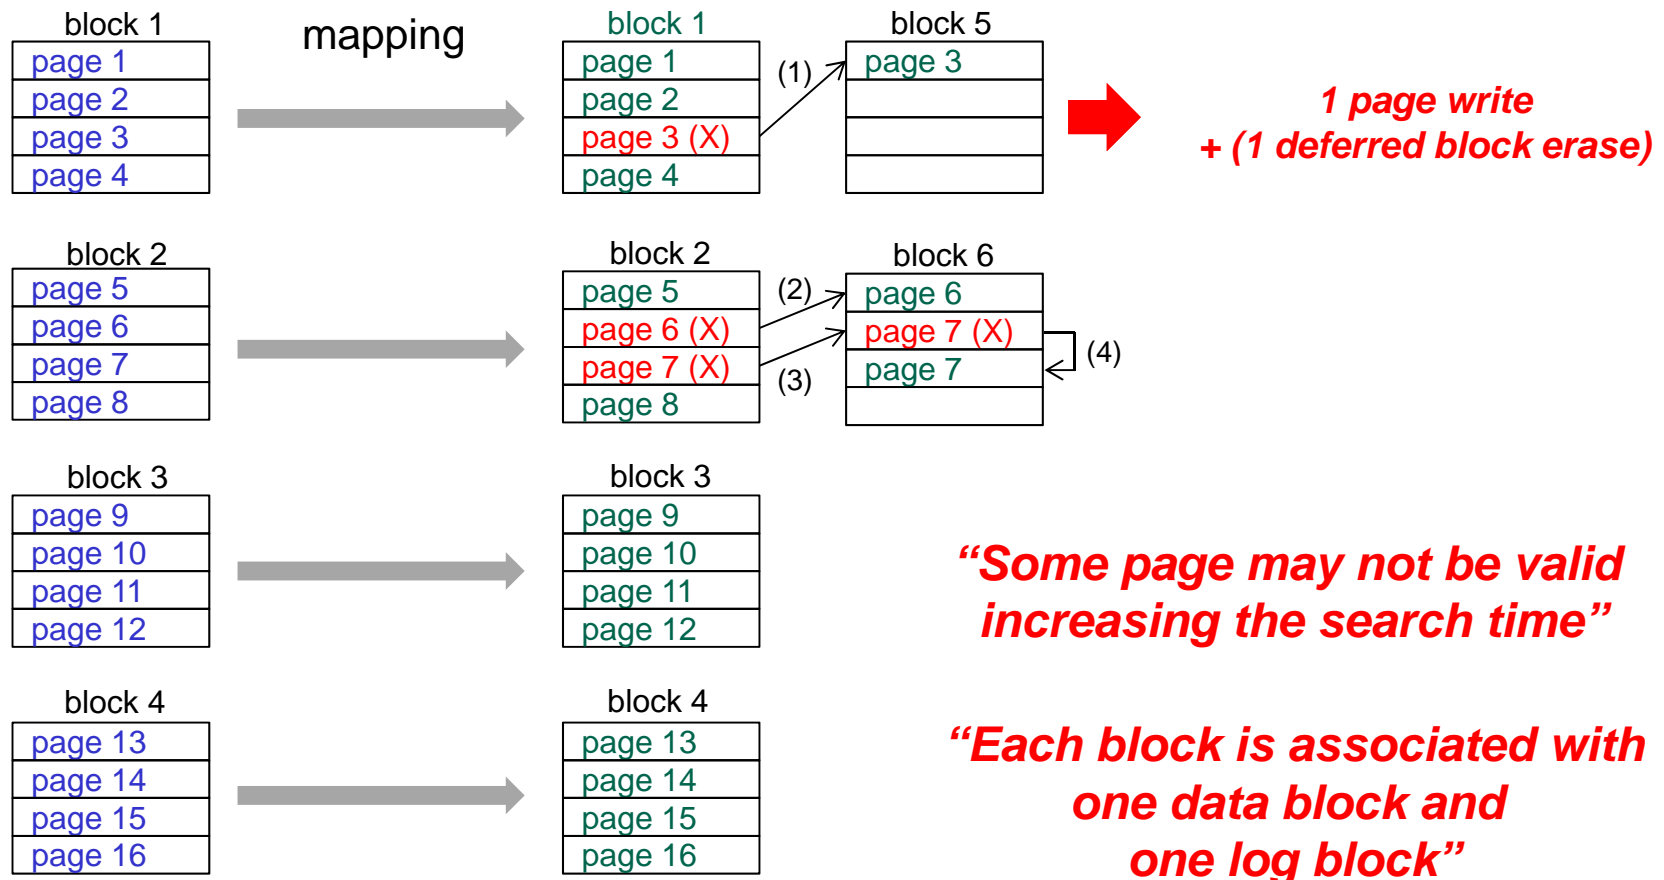 block 1
page 1
page 2
page 3
page 4
mapping
block 1
page 1
page 2
page 3 (X)
page 4
(1)
block 5
page 3
1 page write
+ (1 deferred block erase)
block 2
page 5
page 6
page 7
page 8
block 2
page 5
page 6 (X)
page 7 (X)
page 8
(2)
(3)
block 6
page 6
page 7 (X)
page 7
(4)
block 3
page 9
page 10
page 11
page 12
block 3
page 9
page 10
page 11
page 12
“Some page may not be valid
increasing the search time”
block 4
page 13
page 14
page 15
page 16
block 4
page 13
page 14
page 15
page 16
“Each block is associated with
one data block and
one log block”